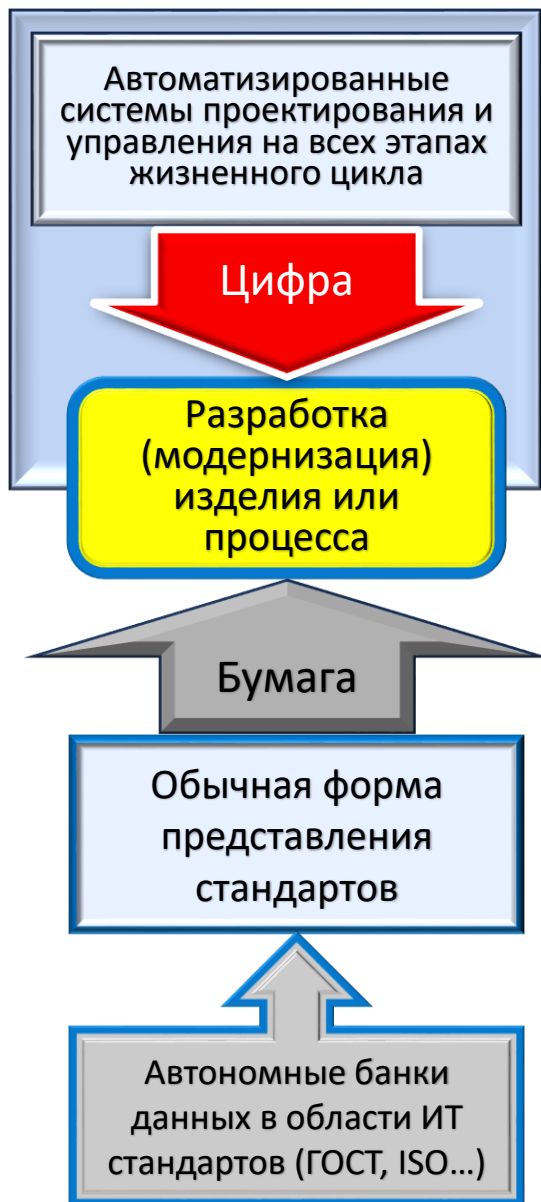 Автоматизированные
системы проектирования и
управления на всех этапах
жизненного цикла
Цифра
Разработка
(модернизация)
изделия или
процесса
Бумага
Обычная форма
представления
стандартов
Автономные банки
данных в области ИТ
стандартов (ГОСТ, ISO...)